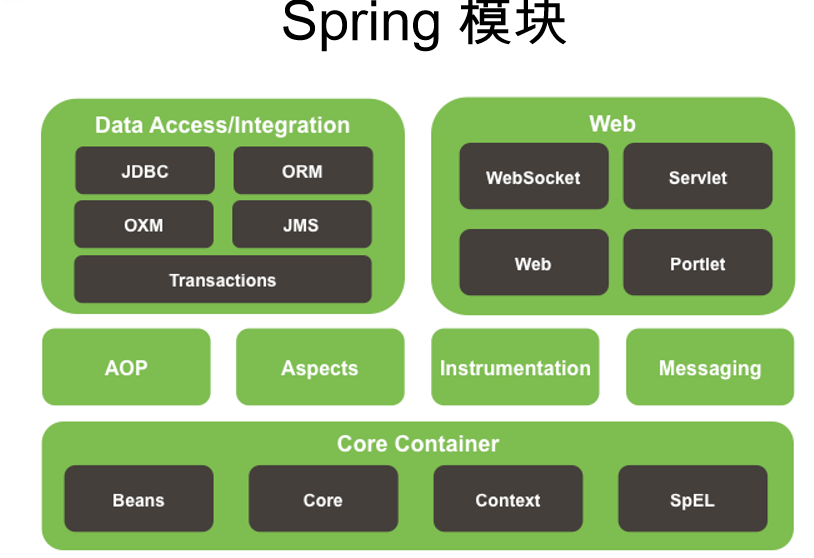 Spring 模块
Data Access/Integration
JDBC
ORM
OXM
JMS
Transactions
Web
WebSocket
Servlet
Web
Portlet
AOP
Aspects
Instrumentation
Messaging
Core Container
Beans
Core
Context
SpEL